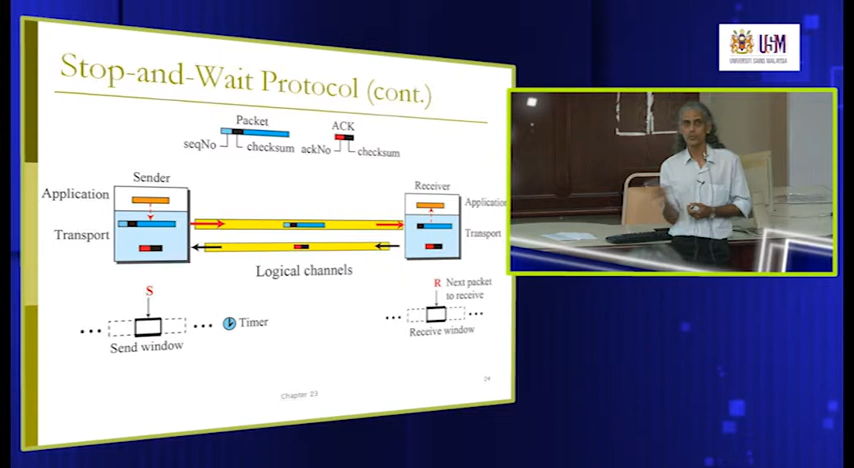 Stop-and-Wait Protocol (cont.)
USM
UNIVERSITI SAINS MALAYSIA
Packet
ACK
seqNo
checksum
ackNo
checksum
Sender
Receiver
Application
Application
Transport
Transport
Logical channels
S
R Next packet
to receive
Timer
Send window
Receive window
Chapter 23
24